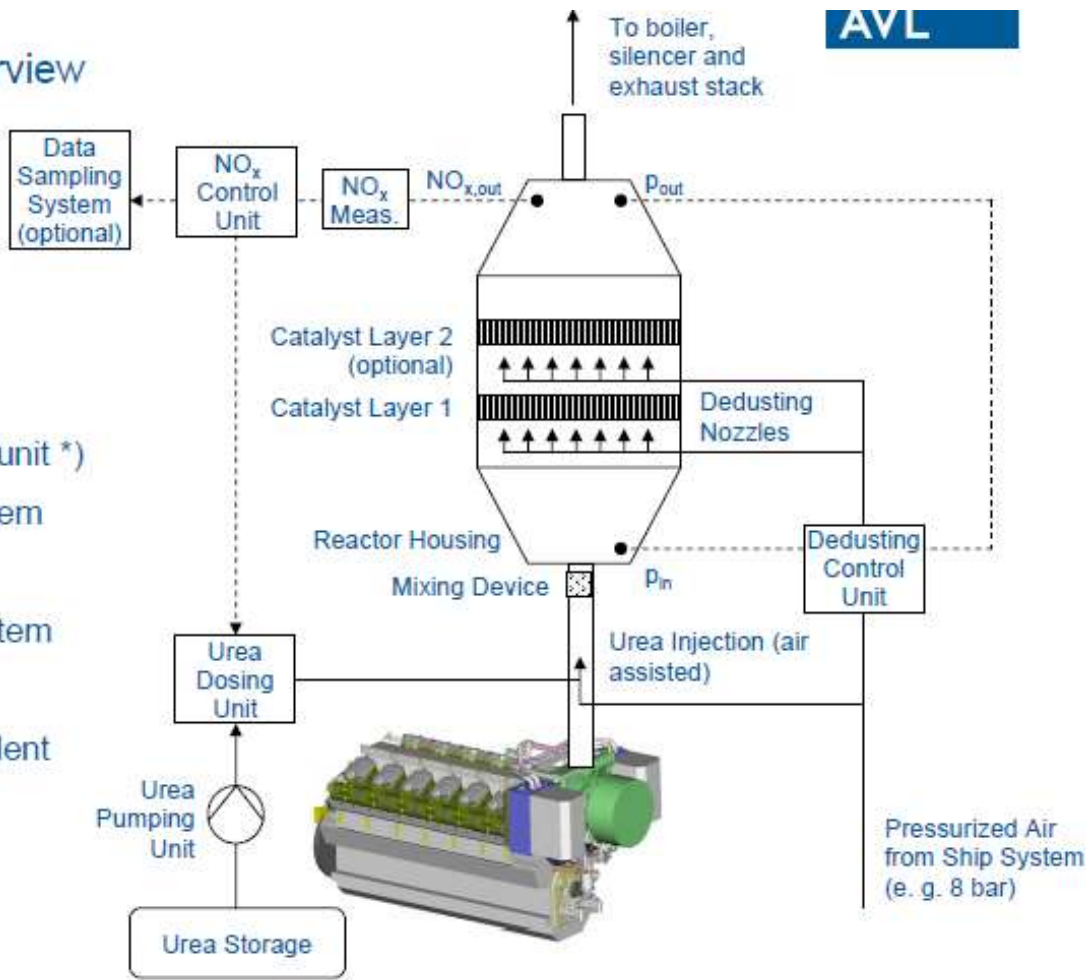 AVL
rview
To boiler,
silencer and
exhaust stack
Data
Sampling
System
(optional)
NOx
Control
Unit
NOx
Meas.
NOx,out
pout
Catalyst Layer 2
(optional)
Catalyst Layer 1
Dedusting
Nozzles
unit *)
em
Reactor Housing
Dedusting
Control
Unit
Mixing Device
pin
tem
Urea
Dosing
Unit
Urea Injection (air
assisted)
lent
Urea
Pumping
Unit
Pressurized Air
from Ship System
(e. g. 8 bar)
Urea Storage